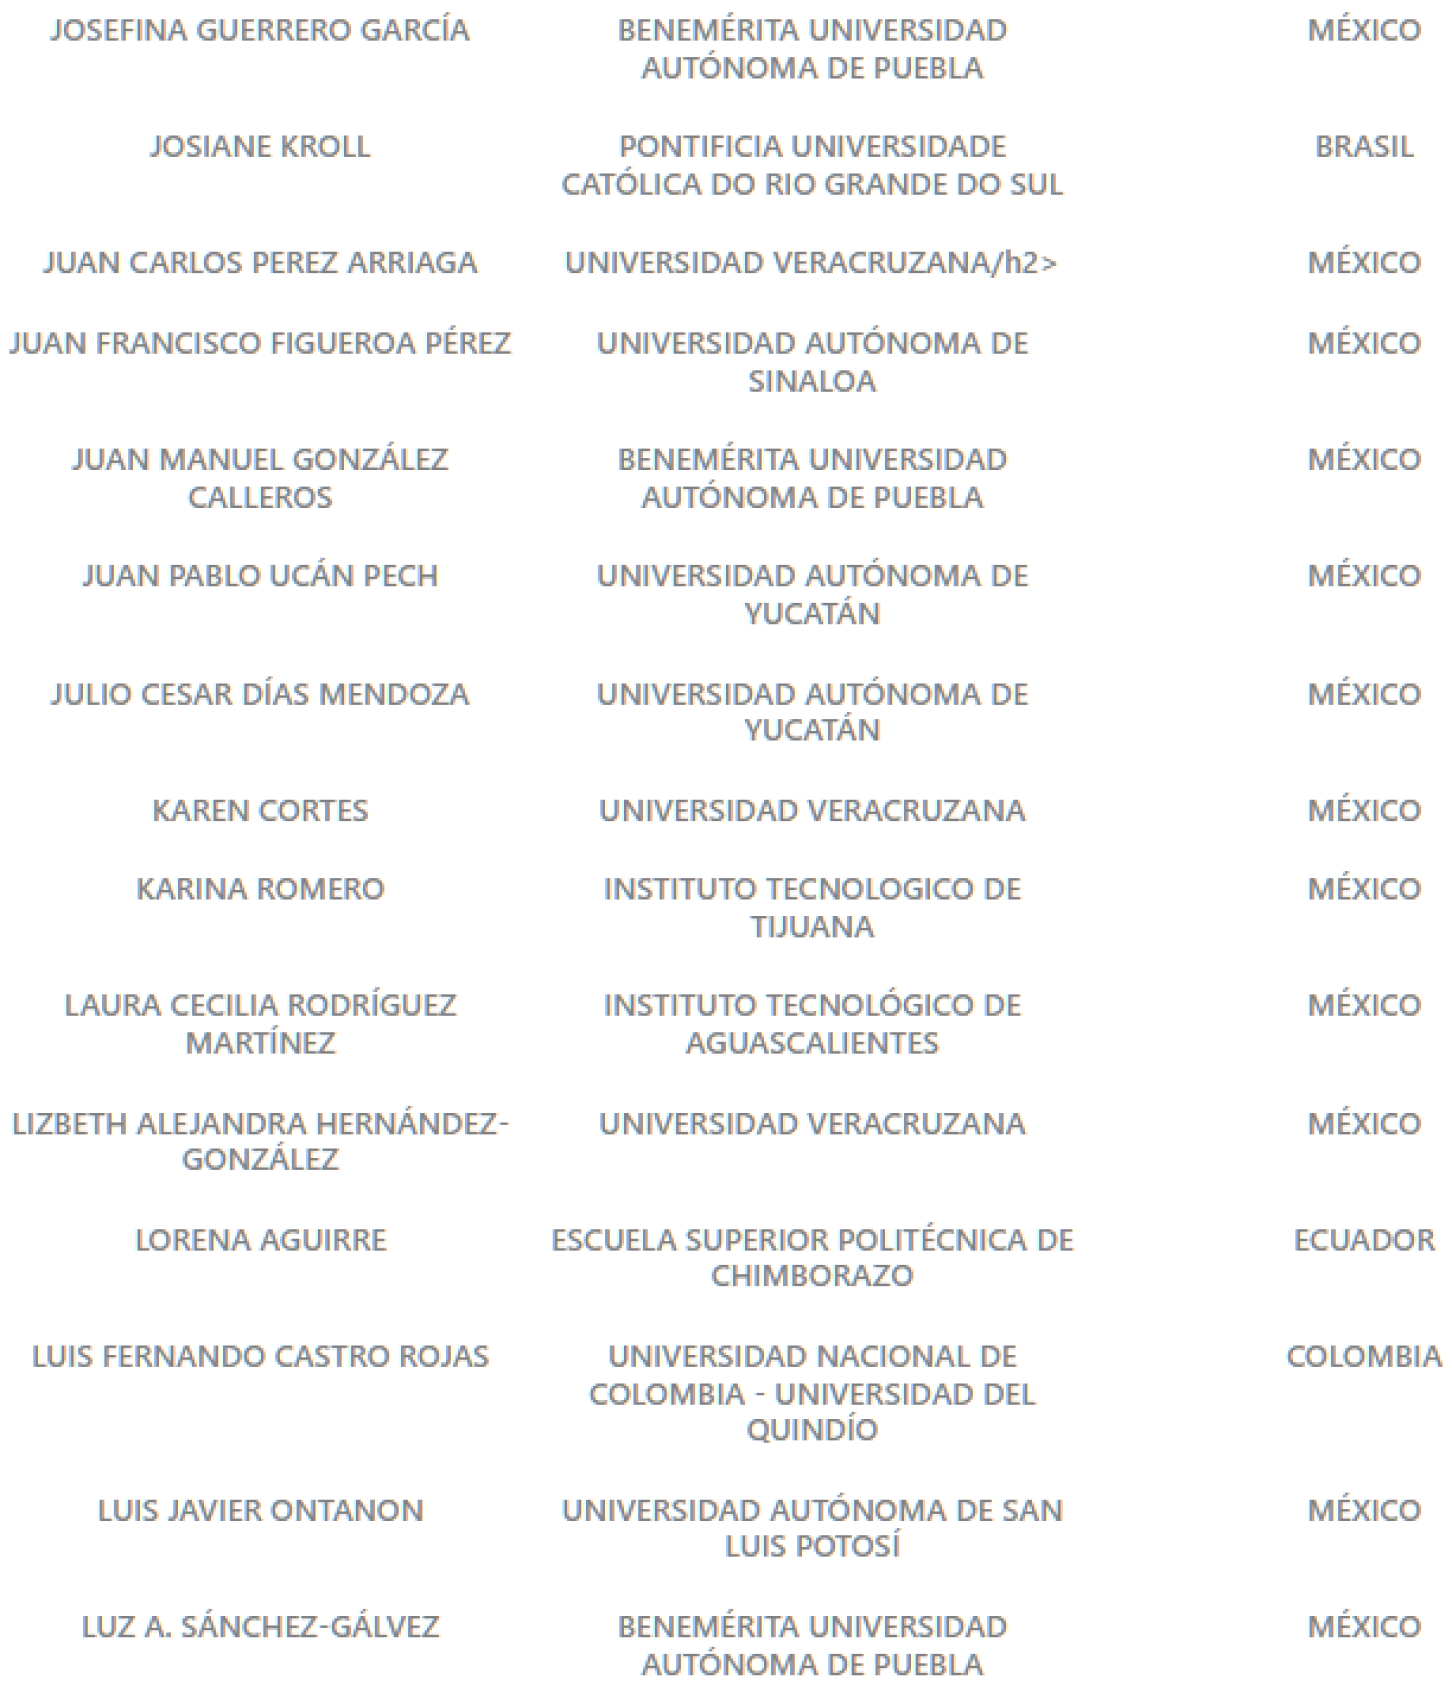 JOSEFINA GUERRERO GARCÍA BENEMÉRITA UNIVERSIDAD MÉXICO
AUTÓNOMA DE PUEBLA
JOSIANE KROLL PONTIFICIA UNIVERSIDADE BRASIL
CATÓLICA DO RIO GRANDE DO SUL
JUAN CARLOS PEREZ ARRIAGA UNIVERSIDAD VERACRUZANA/h2> MÉXICO
JUAN FRANCISCO FIGUEROA PÉREZ UNIVERSIDAD AUTÓNOMA DE MÉXICO
SINALOA
JUAN MANUEL GONZÁLEZ BENEMÉRITA UNIVERSIDAD MÉXICO
CALLEROS AUTÓNOMA DE PUEBLA
JUAN PABLO UCÁN PECH UNIVERSIDAD AUTÓNOMA DE MÉXICO
YUCATÁN
JULIO CESAR DÍAS MENDOZA UNIVERSIDAD AUTÓNOMA DE MÉXICO
YUCATÁN
KAREN CORTES UNIVERSIDAD VERACRUZANA MÉXICO
KARINA ROMERO INSTITUTO TECNOLOGICO DE MÉXICO
TIJUANA
LAURA CECILIA RODRÍGUEZ INSTITUTO TECNOLÓGICO DE MÉXICO
MARTÍNEZ AGUASCALIENTES
LIZBETH ALEJANDRA HERNÁNDEZ- UNIVERSIDAD VERACRUZANA MÉXICO
GONZÁLEZ
LORENA AGUIRRE ESCUELA SUPERIOR POLITÉCNICA DE ECUADOR
CHIMBORAZO
LUIS FERNANDO CASTRO ROJAS UNIVERSIDAD NACIONAL DE COLOMBIA
COLOMBIA - UNIVERSIDAD DEL
QUINDÍO
LUIS JAVIER ONTANON UNIVERSIDAD AUTÓNOMA DE SAN MÉXICO
LUIS POTOSÍ
LUZ A. SÁNCHEZ-GÁLVEZ BENEMÉRITA UNIVERSIDAD MÉXICO
AUTÓNOMA DE PUEBLA